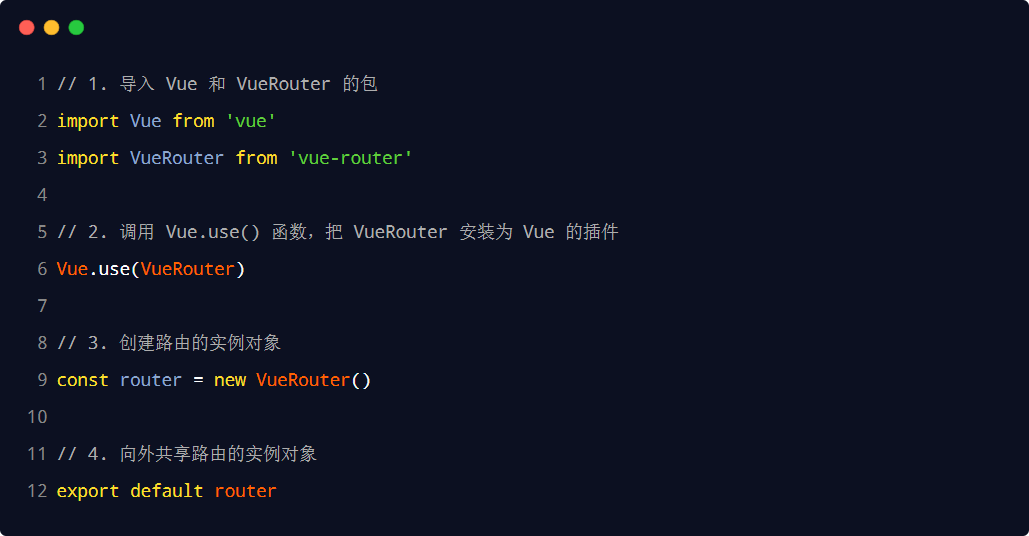 1 // 1. 导入 Vue 和 VueRouter 的包
2 import Vue from 'vue'
3 import VueRouter from 'vue-router'
4
5 // 2. 调用 Vue.use() 函数，把 VueRouter 安装为 Vue 的插件
6 Vue.use(VueRouter)
7
8 // 3. 创建路由的实例对象
9 const router = new VueRouter()
10
11 // 4. 向外共享路由的实例对象
12 export default router